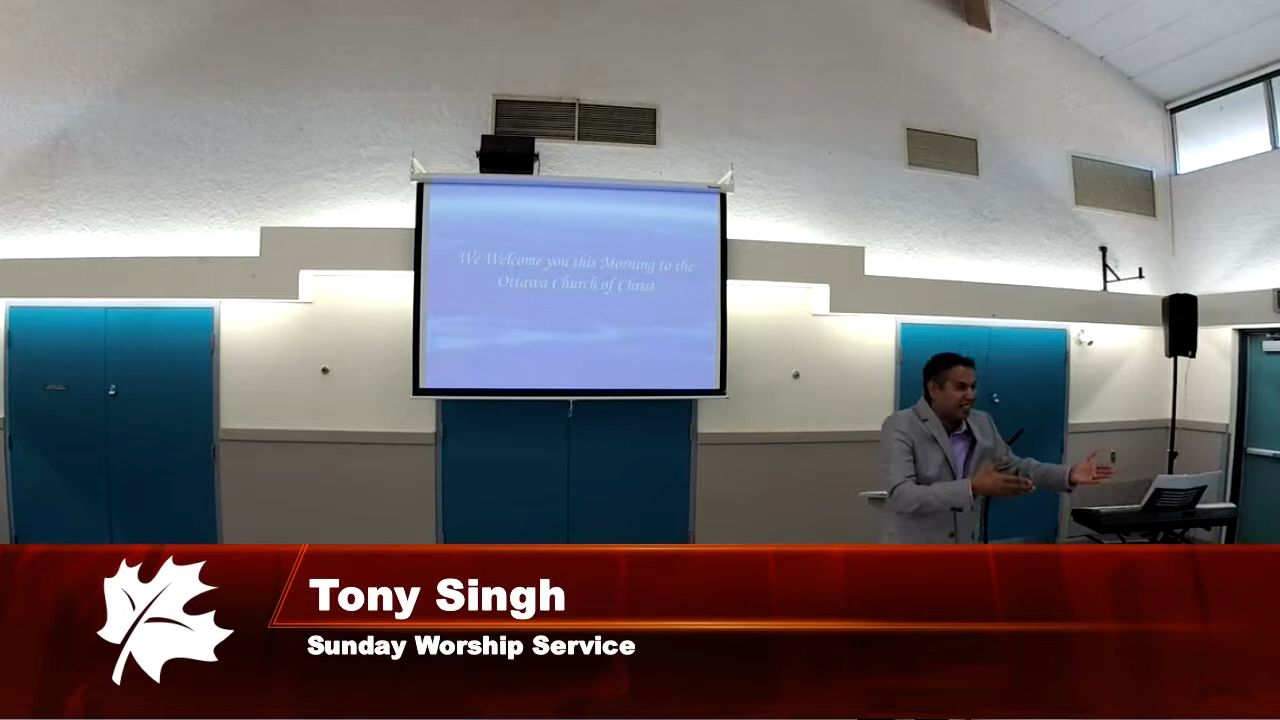 We Welcome you this Morning to the
Ottawa Church of Christ
Tony Singh
Sunday Worship Service